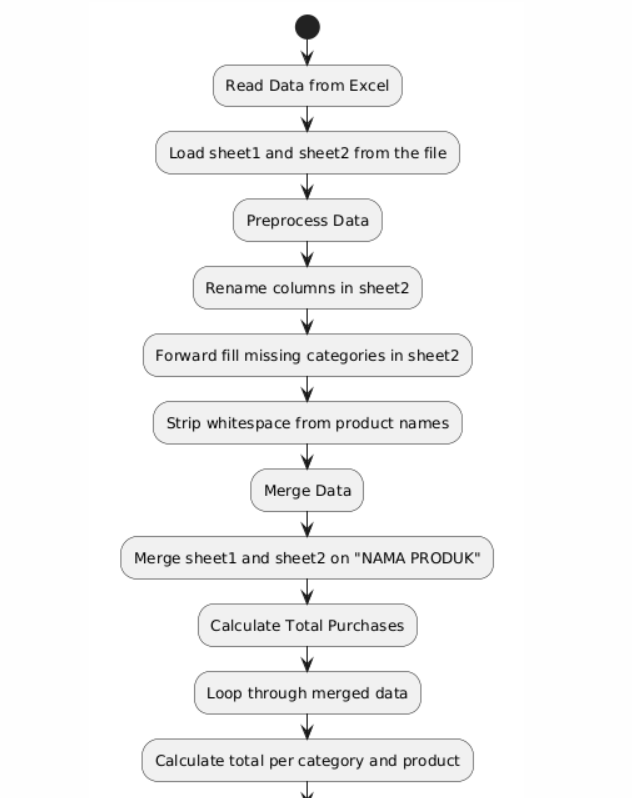 Read Data from Excel
Load sheet1 and sheet2 from the file
Preprocess Data
Rename columns in sheet2
Forward fill missing categories in sheet2
Strip whitespace from product names
Merge Data
Merge sheet1 and sheet2 on "NAMA PRODUK"
Calculate Total Purchases
Loop through merged data
Calculate total per category and product